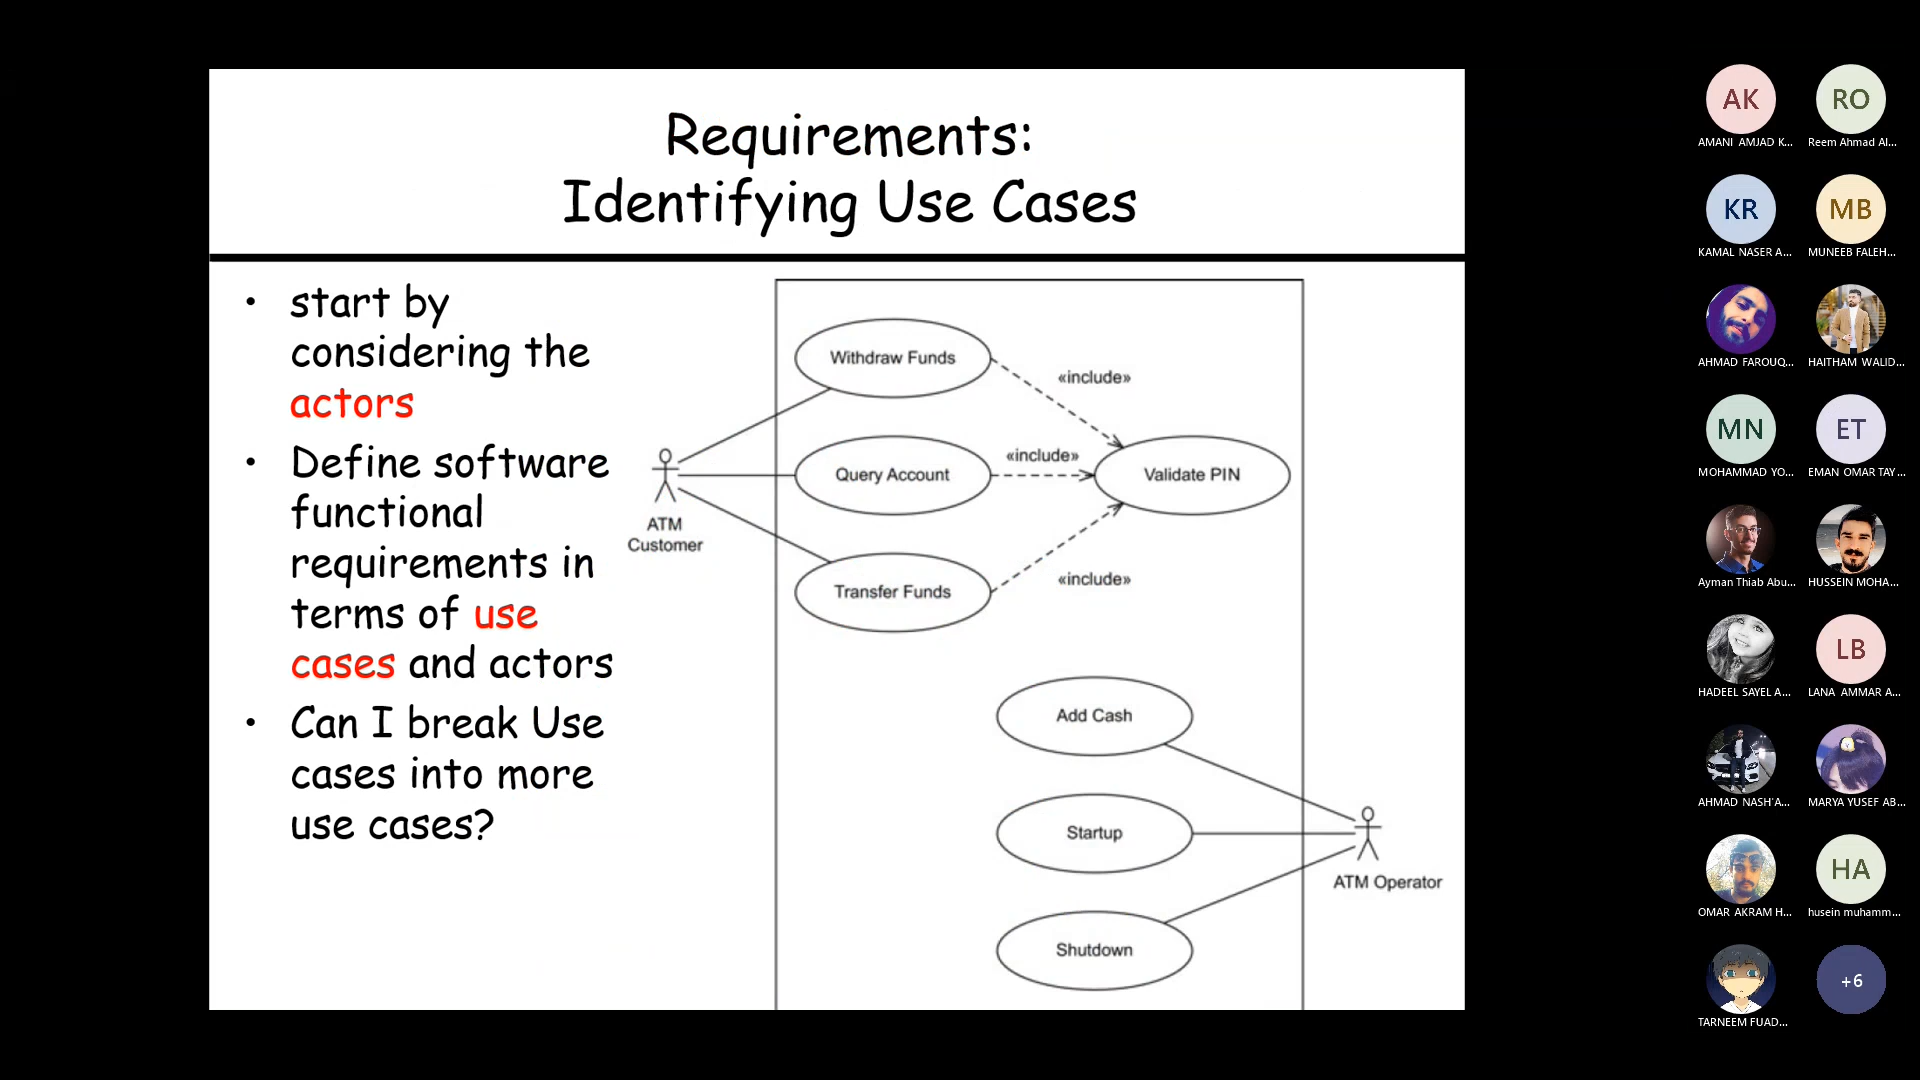 Requirements:
Identifying Use Cases
• start by
considering the
actors
• Define software
functional
requirements in
terms of use
cases and actors
• Can I break Use
cases into more
use cases?
Withdraw Funds
«include»
Query Account
«include»
Validate PIN
ATM
Customer
Transfer Funds
«include»
Add Cash
Startup
ATM Operator
Shutdown
AK
RO
AMANI AMJAD K...
Reem Ahmad Al...
KR
MB
KAMAL NASER A...
MUNEEB FALEH...
AHMAD FAROUQ...
HAITHAM WALID...
MN
ET
MOHAMMAD YO...
EMAN OMAR TAY...
Ayman Thiab Abu...
HUSSEIN MOHA...
LB
HADEEL SAYEL A...
LANA AMMAR A...
AHMAD NASH'A...
MARYA YUSEF AB...
HA
OMAR AKRAM H...
husein muhamm...
+6
TARNEEM FUAD...